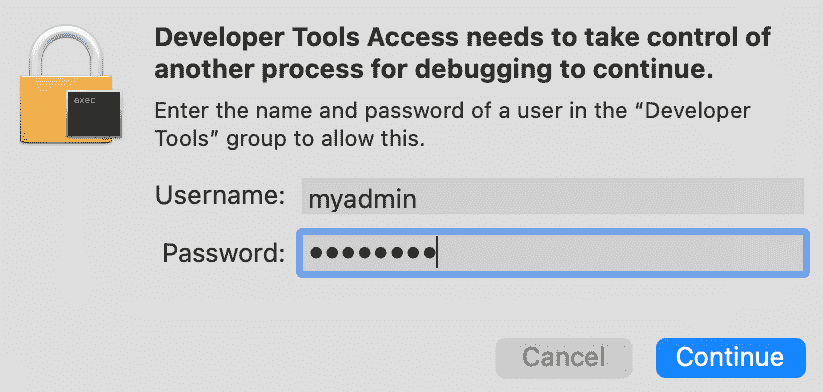 Developer Tools Access needs to take control of
another process for debugging to continue.
Enter the name and password of a user in the “Developer
Tools” group to allow this.
Username: myadmin
Password: ••••••••
Cancel Continue